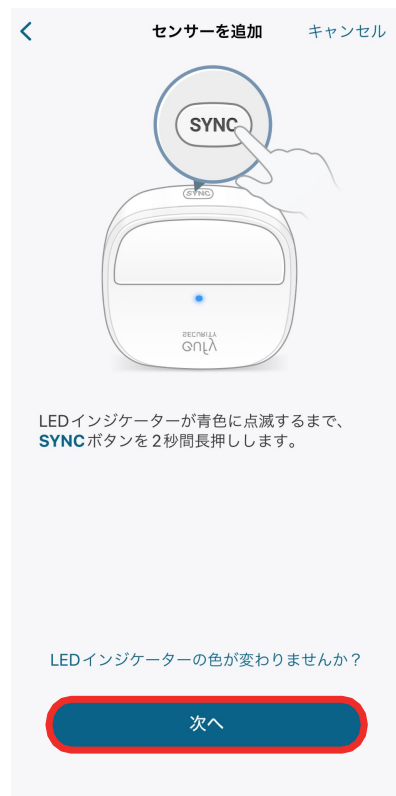 センサーを追加
キャンセル
SYNC
SYNC
SECURITY
eufy
LEDインジケーターが青色に点滅するまで、
SYNCボタンを2秒間長押しします。
LEDインジケーターの色が変わりませんか？
次へ